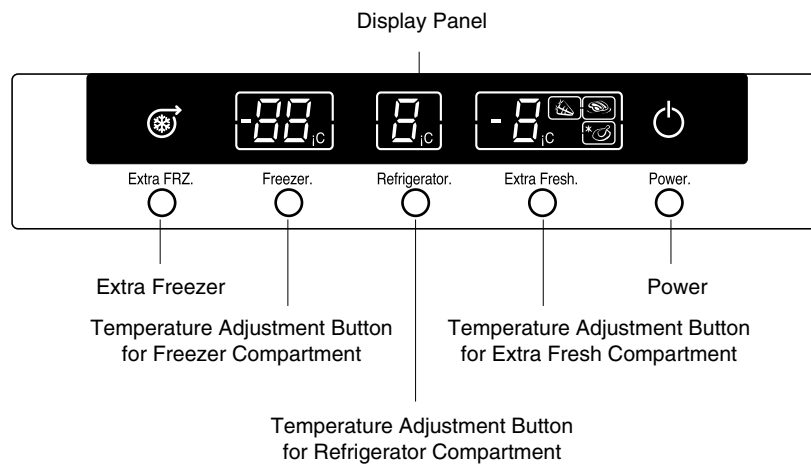 Display Panel
-88¡C 8¡C -8¡C
Extra FRZ. Freezer. Refrigerator. Extra Fresh. Power.
Extra Freezer Power
Temperature Adjustment Button
for Freezer Compartment
Temperature Adjustment Button
for Extra Fresh Compartment
Temperature Adjustment Button
for Refrigerator Compartment